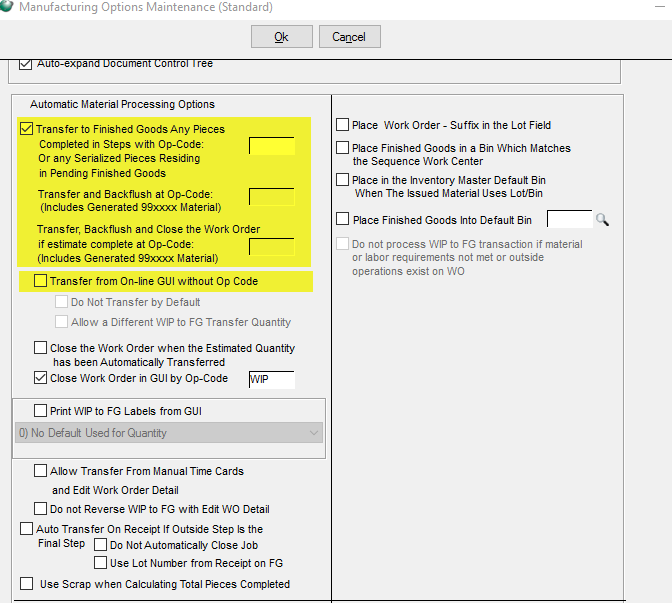 Manufacturing Options Maintenance (Standard)
Ok
Cancel
Auto-expand Document Control Tree
Automatic Material Processing Options
Transfer to Finished Goods Any Pieces
Completed in Steps with Op-Code:
Or any Serialized Pieces Residing
in Pending Finished Goods
Transfer and Backflush at Op-Code:
(Includes Generated 99xxxx Material)
Transfer, Backflush and Close the Work Order
if estimate complete at Op-Code:
(Includes Generated 99xxxx Material)
Transfer from On-line GUI without Op Code
Do Not Transfer by Default
Allow a Different WIP to FG Transfer Quantity
Close the Work Order when the Estimated Quantity
has been Automatically Transferred
Close Work Order in GUI by Op-Code
WIP
Print WIP to FG Labels from GUI
0) No Default Used for Quantity
Allow Transfer From Manual Time Cards
and Edit Work Order Detail
Do not Reverse WIP to FG with Edit WO Detail
Auto Transfer On Receipt If Outside Step Is the
Final Step
Do Not Automatically Close Job
Use Lot Number from Receipt on FG
Use Scrap when Calculating Total Pieces Completed
Place Work Order - Suffix in the Lot Field
Place Finished Goods in a Bin Which Matches
the Sequence Work Center
Place in the Inventory Master Default Bin
When The Issued Material Uses Lot/Bin
Place Finished Goods Into Default Bin
Do not process WIP to FG transaction if material
or labor requirements not met or outside
operations exist on WO